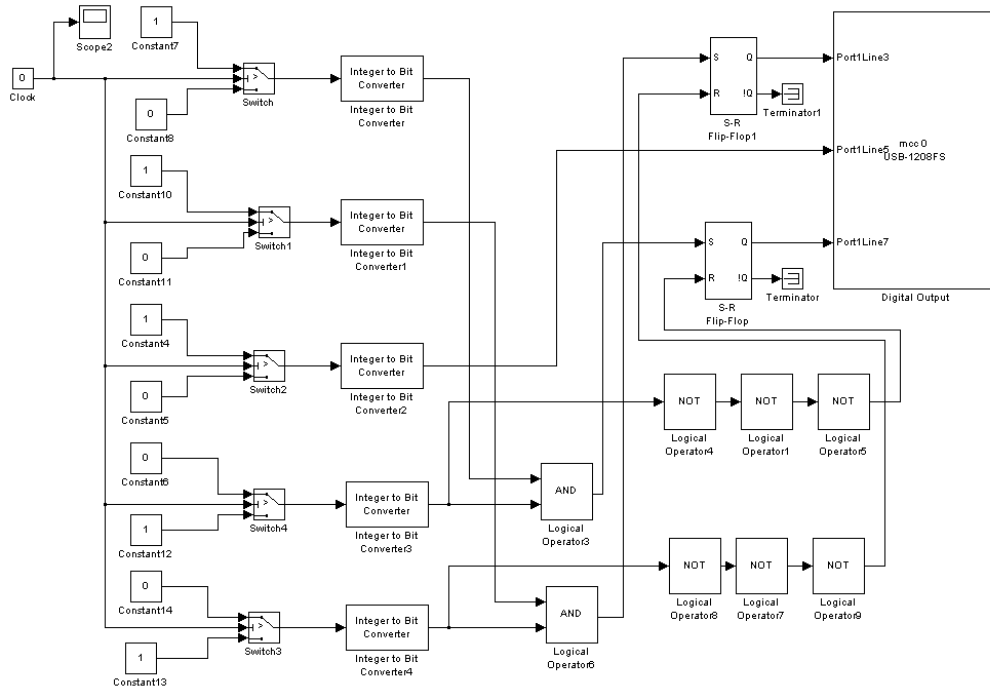 1
Constant7
Scope2
0
Clock
>
Switch
0
Constant8
Integer to Bit
Converter
Integer to Bit
Converter
S
Q
R
!Q
S-R
Flip-Flop1
Terminator1
Port1Line3
Port1Line5
mcc 0
USB-1208FS
Port1Line7
Digital Output
1
Constant10
>
Switch1
0
Constant11
Integer to Bit
Converter
Integer to Bit
Converter1
S
Q
R
!Q
S-R
Flip-Flop
Terminator
1
Constant4
>
Switch2
0
Constant5
Integer to Bit
Converter
Integer to Bit
Converter2
NOT
Logical
Operator4
NOT
Logical
Operator1
NOT
Logical
Operator5
0
Constant6
>
Switch4
1
Constant12
Integer to Bit
Converter
Integer to Bit
Converter3
AND
Logical
Operator3
NOT
Logical
Operator8
NOT
Logical
Operator7
NOT
Logical
Operator9
0
Constant14
>
Switch3
1
Constant13
Integer to Bit
Converter
Integer to Bit
Converter4
AND
Logical
Operator6